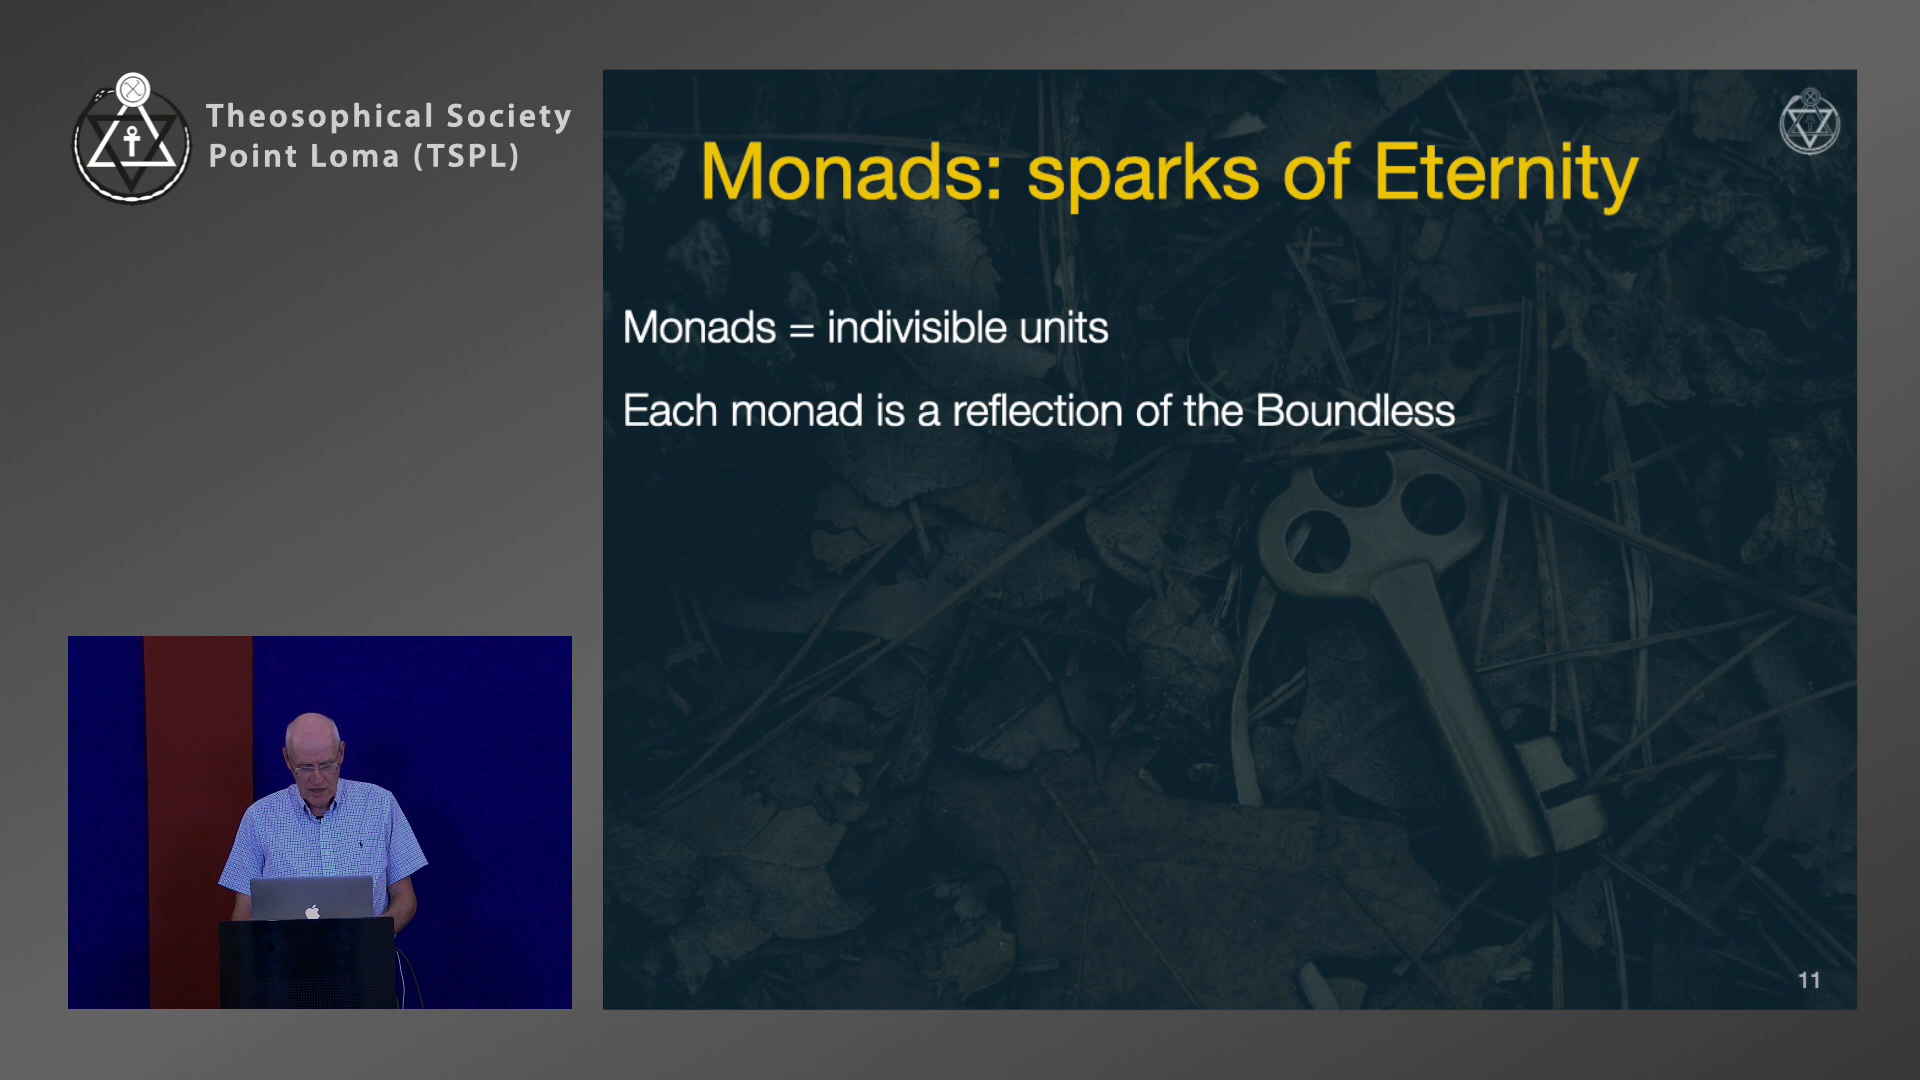 Theosophical Society
Point Loma (TSPL)
Monads: sparks of Eternity
Monads = indivisible units
Each monad is a reflection of the Boundless
11